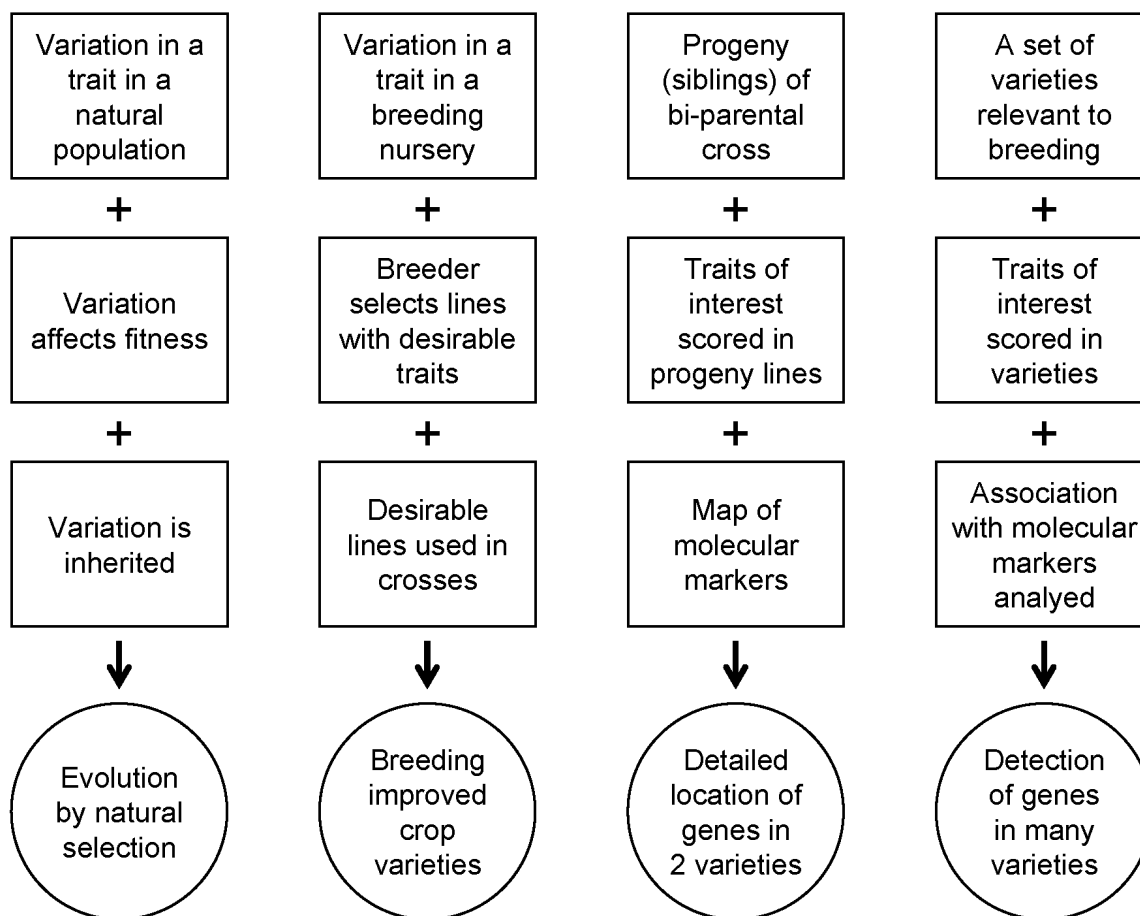 Variation in a
trait in a
natural
population
+
Variation
affects fitness
+
Variation is
inherited
Evolution
by natural
selection
Variation in a
trait in a
breeding
nursery
+
Breeder
selects lines
with desirable
traits
+
Desirable
lines used in
crosses
Breeding
improved
crop
varieties
Progeny
(siblings) of
bi-parental
cross
+
Traits of
interest
scored in
progeny lines
+
Map of
molecular
markers
Detailed
location of
genes in
2 varieties
A set of
varieties
relevant to
breeding
+
Traits of
interest
scored in
varieties
+
Association
with molecular
markers
analyed
Detection
of genes
in many
varieties